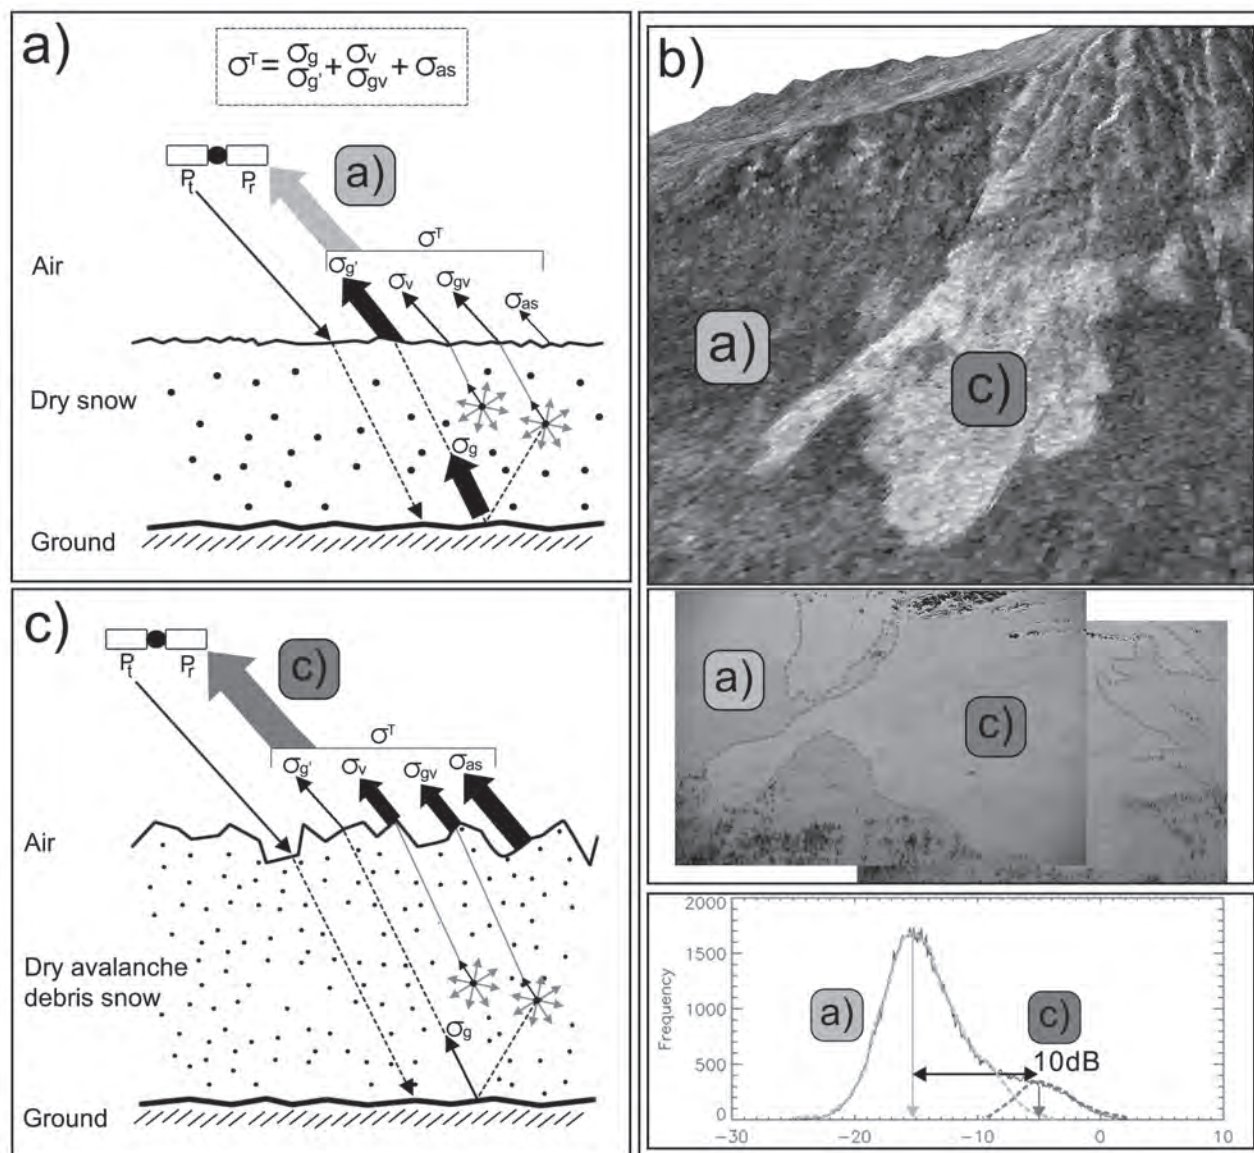 a)
σᵀ = σg/σg' + σv/σgv + σas
Pt Pr
a)
σᵀ
σg' σv σgv σas
Air
Dry snow
σg
Ground
b)
a)
c)
a)
c)
c)
Pt Pr
c)
σᵀ
σg' σv σgv σas
Air
Dry avalanche
debris snow
σg
Ground
2000
1500
1000
500
0
Frequency
a)
c)
10dB
−30 −20 −10 0 10